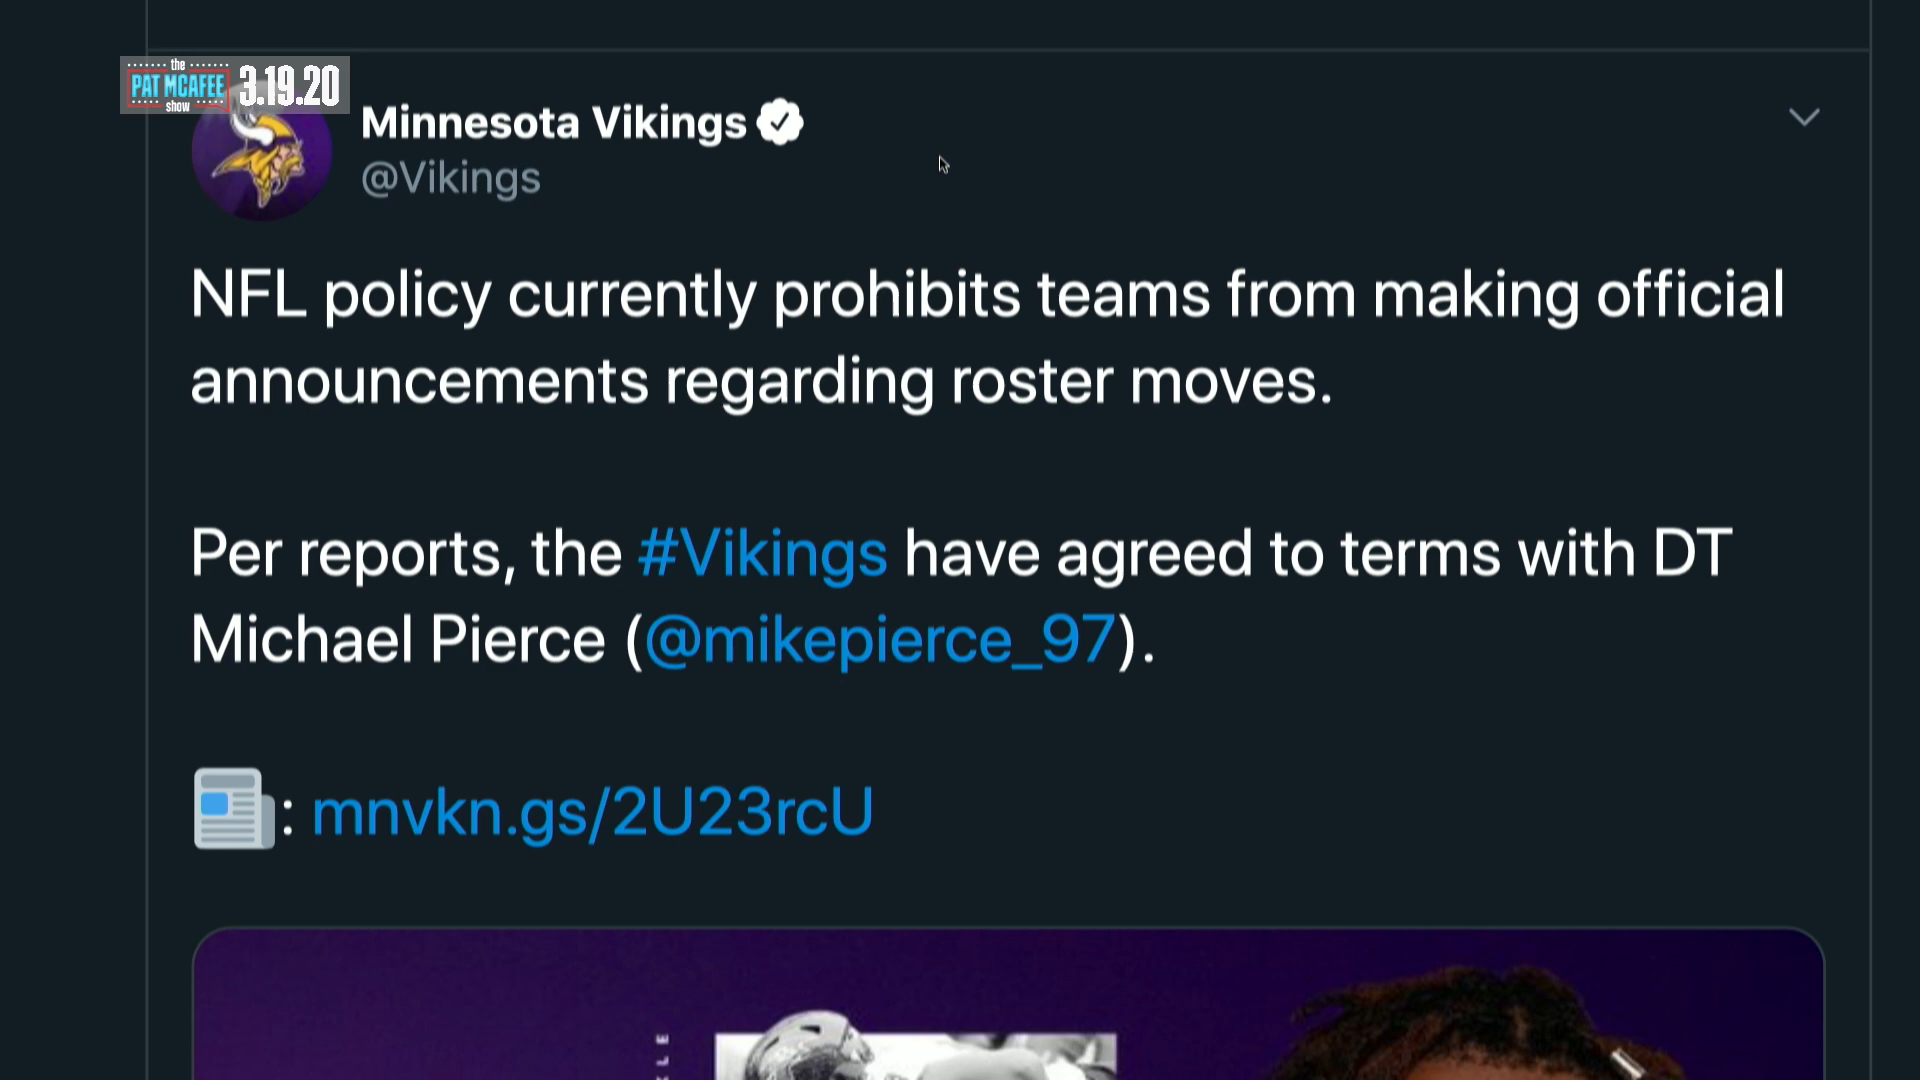 the
PAT MCAFEE
show
3.19.20
Minnesota Vikings
@Vikings
NFL policy currently prohibits teams from making official
announcements regarding roster moves.
Per reports, the #Vikings have agreed to terms with DT
Michael Pierce (@mikepierce_97).
: mnvkn.gs/2U23rcU